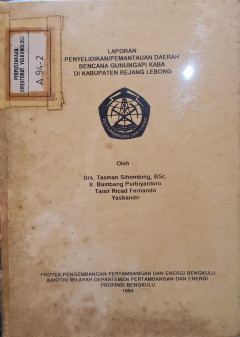 PERPUSTAKAAN
DIREKTORAT VULKANOLOGI
A.94-2
LAPORAN
PENYELIDIKAN/PEMANTAUAN DAERAH
BENCANA GUNUNGAPI KABA
DI KABUPATEN REJANG LEBONG
Oleh :
Drs. Tasman Sihombing, BSc.
Ir. Bambang Purbiyantoro
Taisir Ricad Fernando
Yasbandri
PROYEK PENGEMBANGAN PERTAMBANGAN DAN ENERGI BENGKULU
KANTOR WILAYAH DEPARTEMEN PERTAMBANGAN DAN ENERGI
PROPINSI BENGKULU
1994